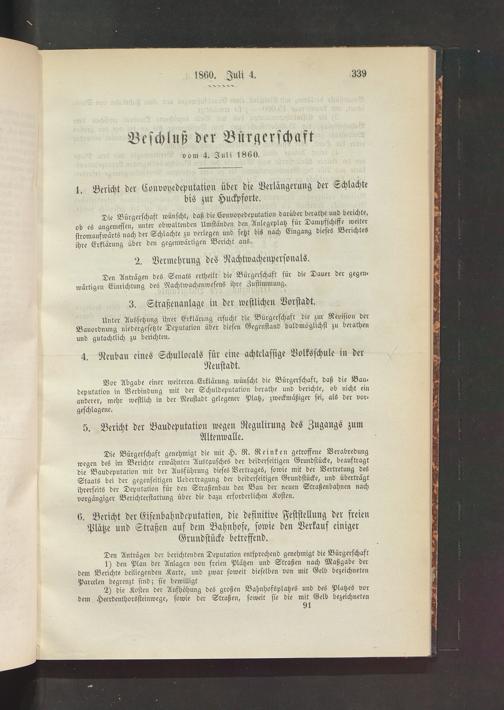 1860. Juli 4.
339
Beschluß der Bürgerschaft
vom 4. Juli 1860.
1. Bericht der Convoyedeputation über die Verlängerung der Schlachte
bis zur Huckpforte.
Die Bürgerschaft wünscht, daß die Convoyedeputation darüber berathe und berichte,
ob es angemessen, unter obwaltenden Umständen den Anlegeplatz für Dampfschiffe weiter
stromaufwärts nach der Schlachte zu verlegen und setzt bis nach Eingang dieses Berichtes
ihre Erklärung über den gegenwärtigen Bericht aus.
2. Vermehrung des Nachtwachenpersonals.
Den Anträgen des Senats ertheilt die Bürgerschaft für die Dauer der gegen-
wärtigen Einrichtung des Nachtwachenwesens ihre Zustimmung.
3. Straßenanlage in der westlichen Vorstadt.
Unter Aussetzung ihrer Erklärung ersucht die Bürgerschaft die zur Revision der
Bauordnung niedergesetzte Deputation über diesen Gegenstand baldmöglichst zu berathen
und gutachtlich zu berichten.
4. Neubau eines Schullocals für eine achtclassige Volksschule in der
Neustadt.
Vor Abgabe einer weiteren Erklärung wünscht die Bürgerschaft, daß die Bau-
deputation in Verbindung mit der Schuldeputation berathe und berichte, ob nicht ein
anderer, mehr westlich in der Neustadt gelegener Platz, zweckmäßiger sei, als der vor-
geschlagene.
5. Bericht der Baudeputation wegen Regulirung des Zugangs zum
Altenwalle.
Die Bürgerschaft genehmigt die mit H. R. Reinken getroffene Verabredung
wegen des im Berichte erwähnten Austausches der beiderseitigen Grundstücke, beauftragt
die Baudeputation mit der Ausführung dieses Vertrages, sowie mit der Vertretung des
Staats bei der gegenseitigen Uebertragung der beiderseitigen Grundstücke, und überträgt
ihrerseits der Deputation für den Straßenbau den Bau der neuen Straßenbahnen nach
vorgängiger Berichterstattung über die dazu erforderlichen Kosten.
6. Bericht der Eisenbahndeputation, die definitive Feststellung der freien
Plätze und Straßen auf dem Bahnhofe, sowie den Verkauf einiger
Grundstücke betreffend.
Den Anträgen der berichtenden Deputation entsprechend genehmigt die Bürgerschaft
1) den Plan der Anlagen von freien Plätzen und Straßen nach Maßgabe der
dem Berichts beiliegenden Karte, und zwar soweit dieselben von mit Gelb bezeichneten
Parcelen begrenzt sind; sie bewilligt
2) die Kosten der Aufhöhung des großen Bahnhofsplatzes und des Platzes vor
dem Heerdenthorssteinwege, sowie der Straßen, soweit sie die mit Gelb bezeichneten
91